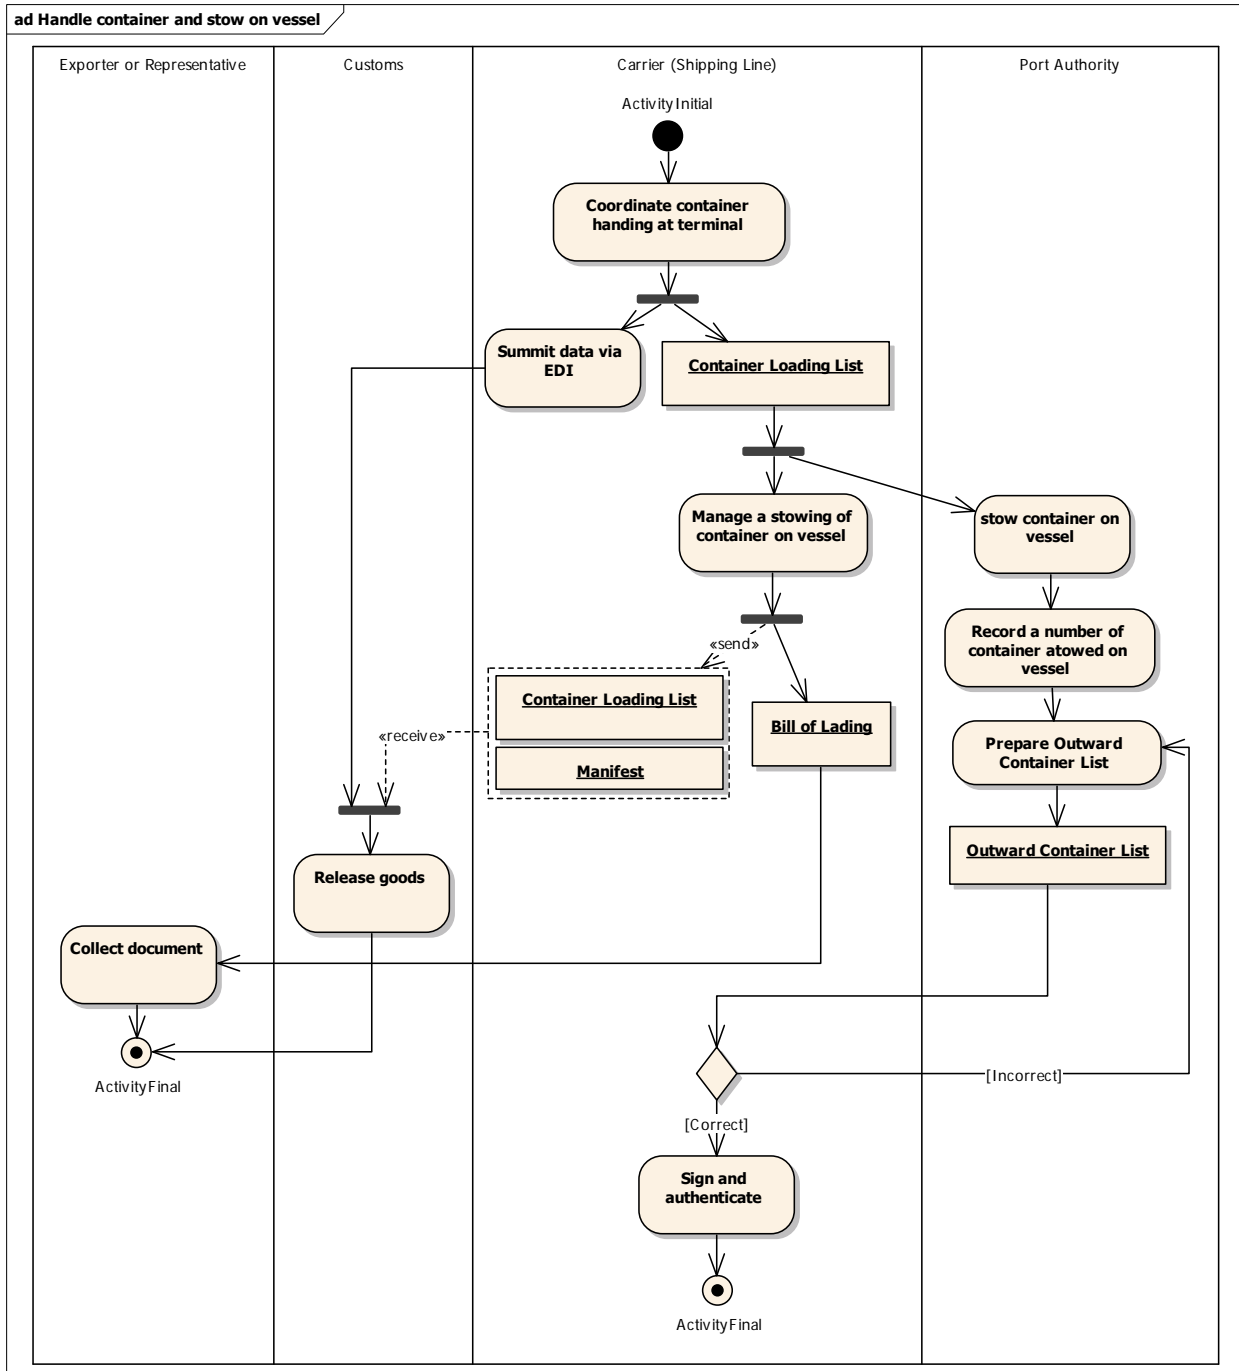 ad Handle container and stow on vessel
Exporter or Representative
Customs
Carrier (Shipping Line)
Port Authority
ActivityInitial
Coordinate container
handing at terminal
Summit data via
EDI
Container Loading List
Manage a stowing of
container on vessel
stow container on
vessel
Record a number of
container atowed on
vessel
«send»
Container Loading List
Manifest
«receive»
Bill of Lading
Prepare Outward
Container List
Outward Container List
Release goods
Collect document
ActivityFinal
[Incorrect]
[Correct]
Sign and
authenticate
ActivityFinal